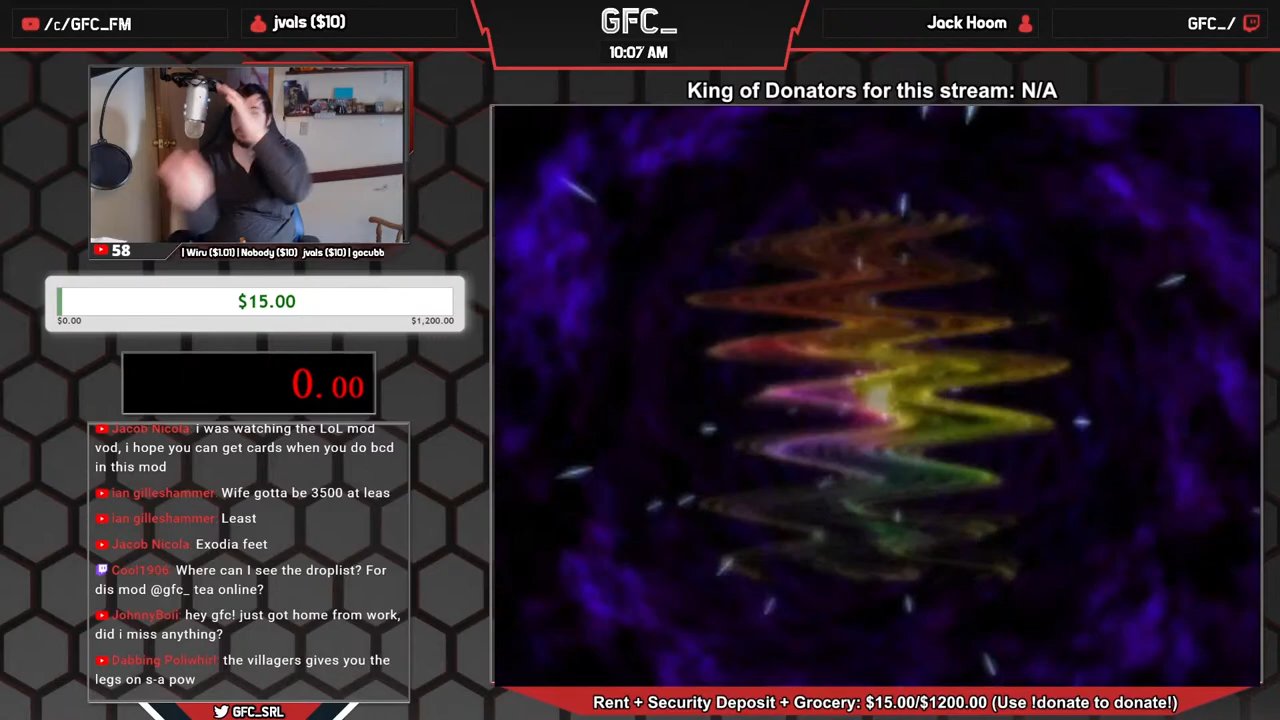 /c/GFC_FM
jvals ($10)
GFC_
10:07 AM
Jack Hoom
GFC_/
King of Donators for this stream: N/A
58
| Wiru ($1.01) | Nobody ($10)  jvals ($10) | gocubb
$15.00
$0.00
$1,200.00
0.00
Jacob Nicola: i was watching the LoL mod
vod, i hope you can get cards when you do bcd
in this mod
ian gilleshammer: Wife gotta be 3500 at leas
ian gilleshammer: Least
Jacob Nicola: Exodia feet
Cool1906: Where can I see the droplist? For
dis mod @gfc_ tea online?
JohnnyBoii: hey gfc! just got home from work,
did i miss anything?
Dabbing Poliwhirl: the villagers gives you the
legs on s-a pow
GFC_SRL
Rent + Security Deposit + Grocery: $15.00/$1200.00 (Use !donate to donate!)